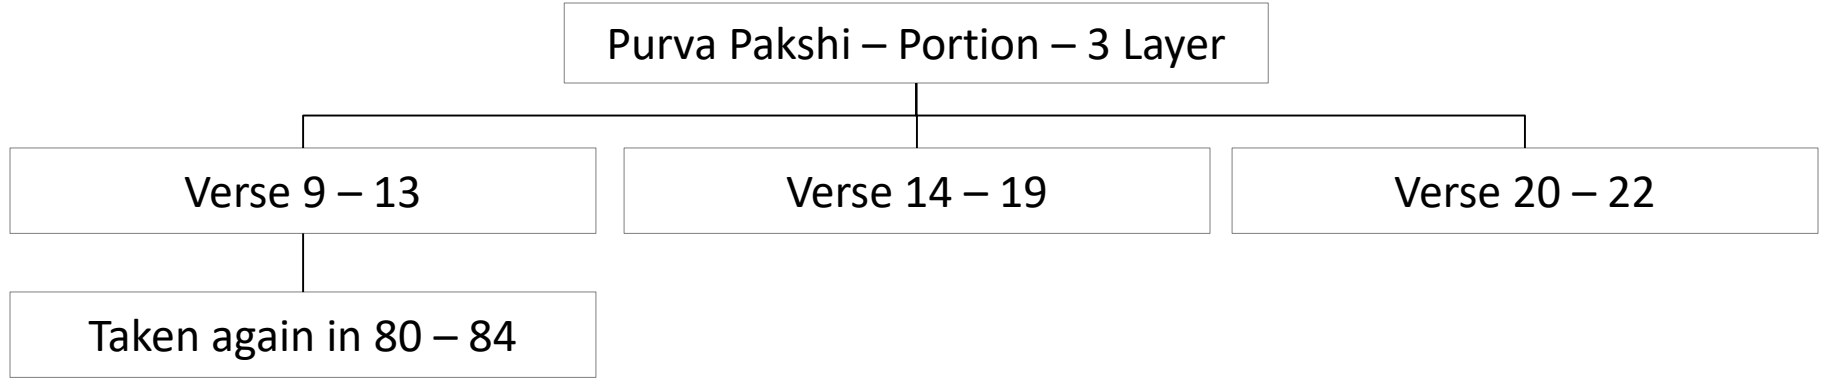 Purva Pakshi – Portion – 3 Layer
Verse 9 – 13
Verse 14 – 19
Verse 20 – 22
Taken again in 80 – 84